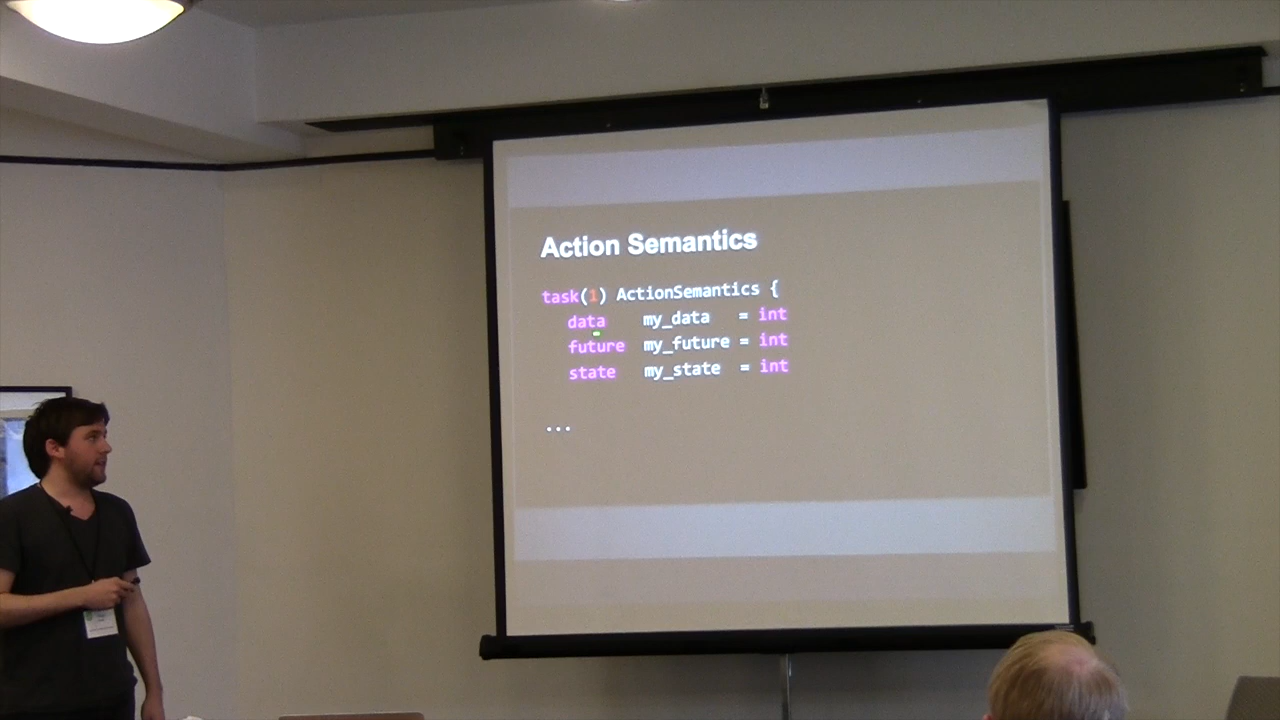 Action Semantics
task(1) ActionSemantics {
data my_data = int
future my_future = int
state my_state = int
...